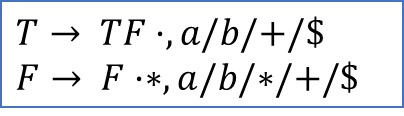 T → TF ·, a/b/+/$
F → F ·*, a/b/*/+/$